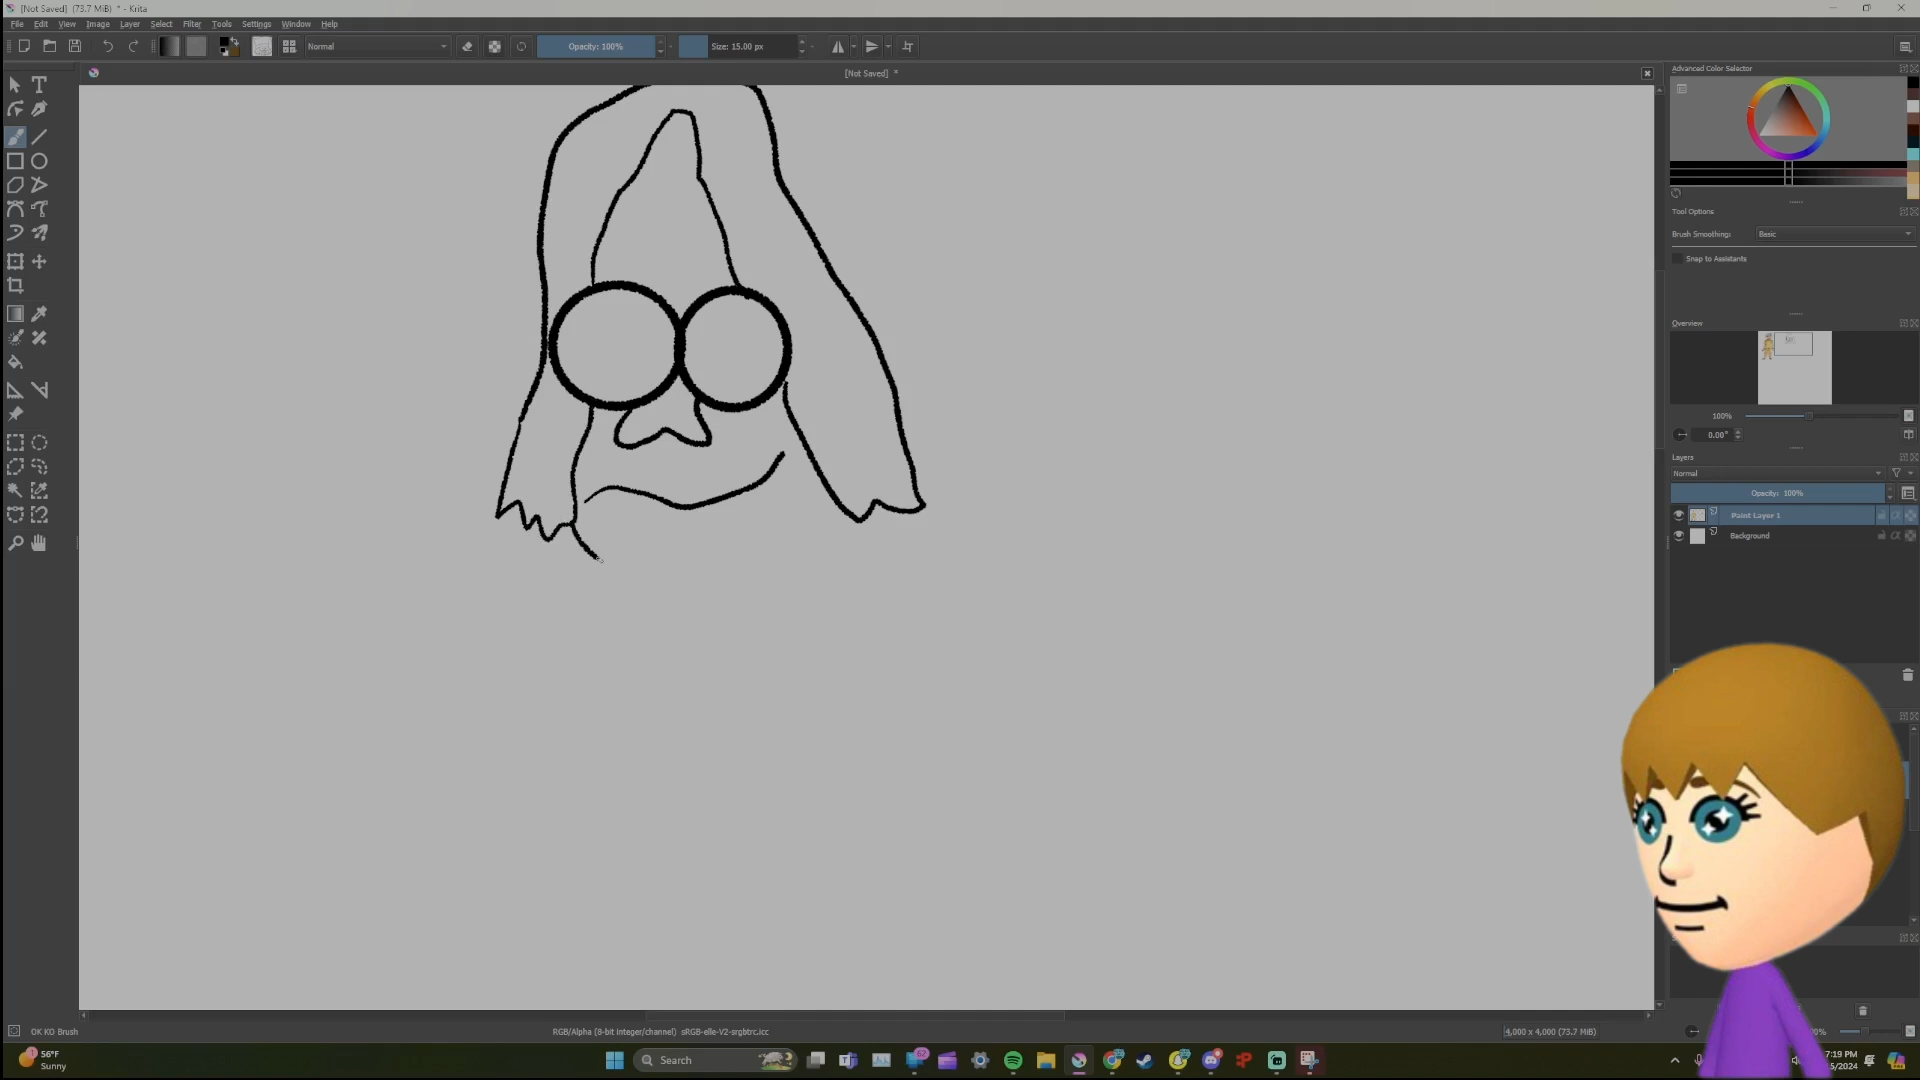 [Not Saved] (73.7 MiB) * - Krita
File Edit View Image Layer Select Filter Tools Settings Window Help
Normal
Opacity: 100%
Size: 15.00 px
[Not Saved] *
Advanced Color Selector
Tool Options
Brush Smoothing: Basic
Snap to Assistants
Overview
100%
0.00°
Layers
Normal
Opacity: 100%
Paint Layer 1
Background
OK KO Brush
RGB/Alpha (8-bit integer/channel) sRGB-elle-V2-srgbtrc.icc
4,000 x 4,000 (73.7 MiB)
56°F
Sunny
Search
7:19 PM
5/2024